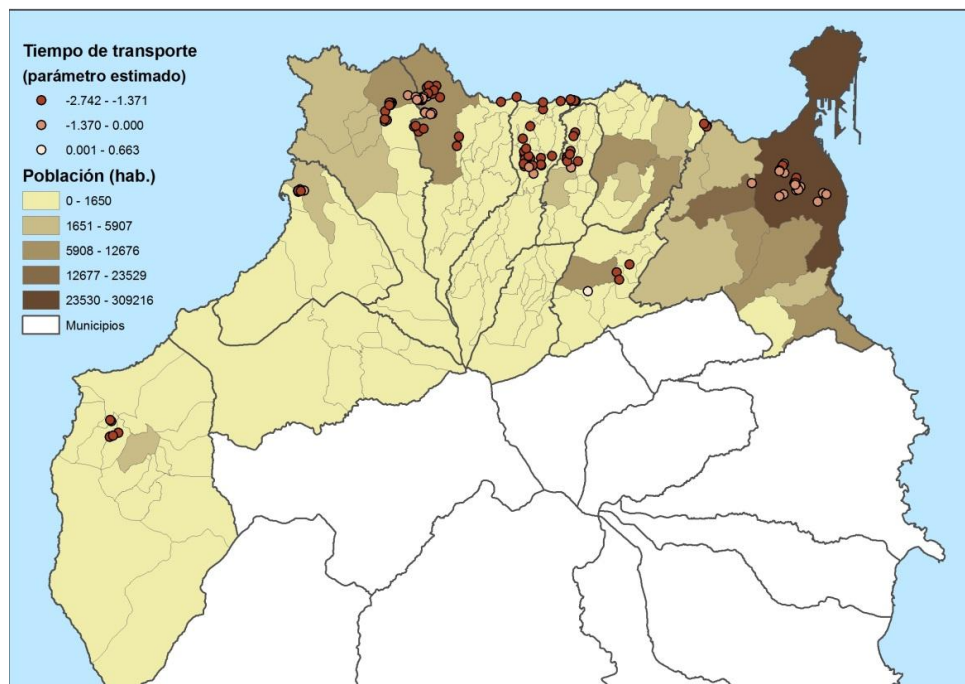 Tiempo de transporte
(parámetro estimado)
-2.742 - -1.371
-1.370 - 0.000
0.001 - 0.663
Población (hab.)
0 - 1650
1651 - 5907
5908 - 12676
12677 - 23529
23530 - 309216
Municipios